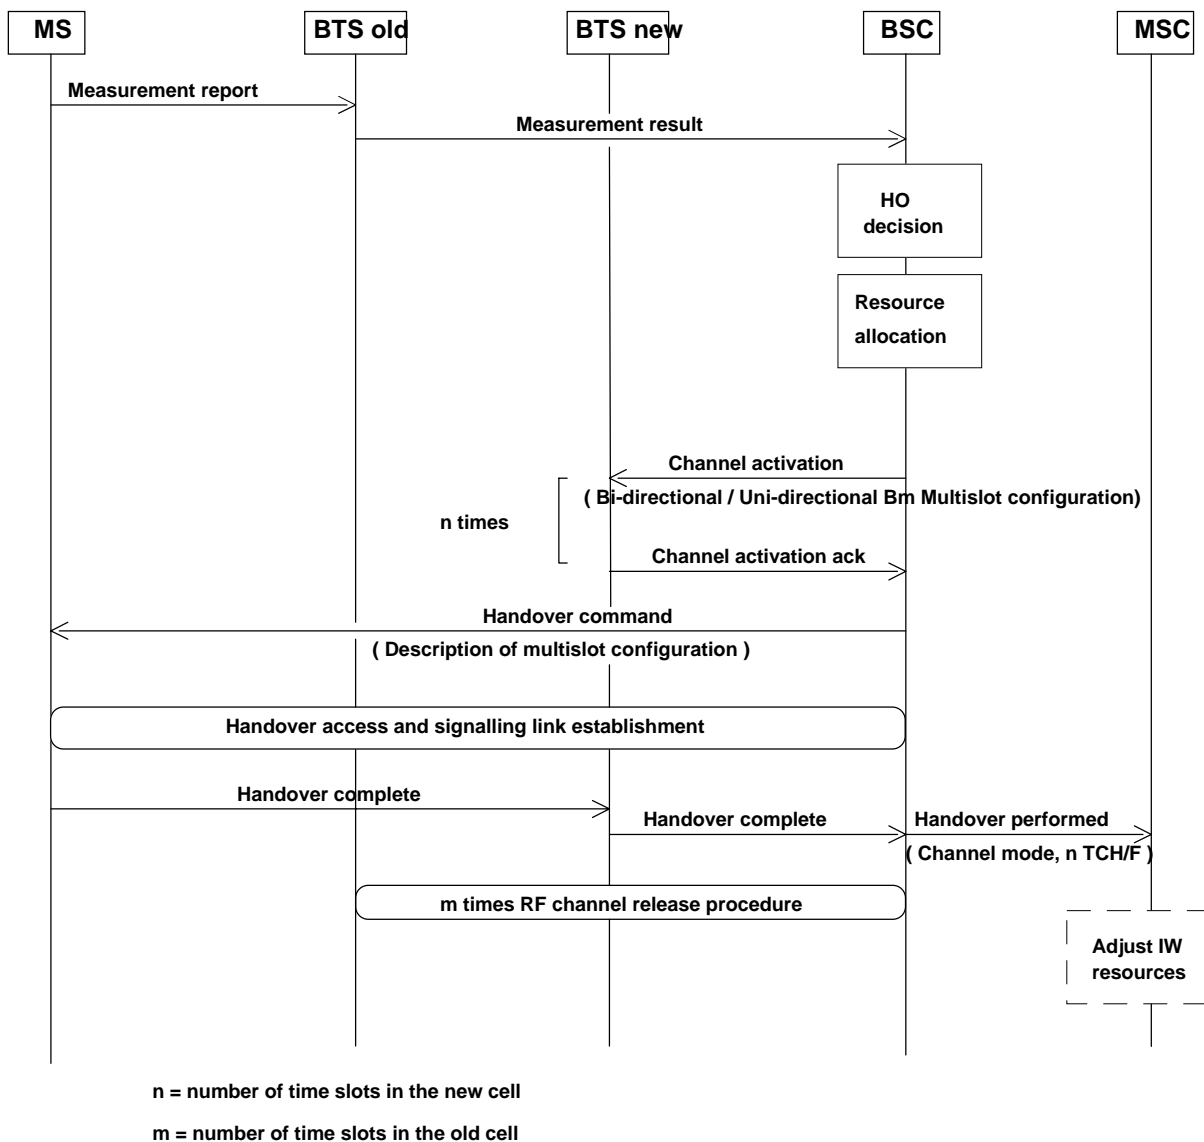 MS
BTS old
BTS new
BSC
MSC
Measurement report
Measurement result
HO
decision
Resource
allocation
Channel activation
( Bi-directional / Uni-directional Bm Multislot configuration)
n times
Channel activation ack
Handover command
( Description of multislot configuration )
Handover access and signalling link establishment
Handover complete
Handover complete
Handover performed
( Channel mode, n TCH/F )
m times RF channel release procedure
Adjust IW
resources
n = number of time slots in the new cell
m = number of time slots in the old cell